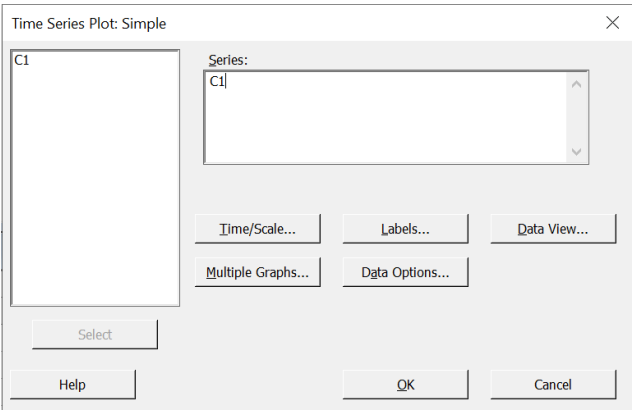 Time Series Plot: Simple
C1
Series:
C1
Time/Scale...
Labels...
Data View...
Multiple Graphs...
Data Options...
Select
Help
OK
Cancel